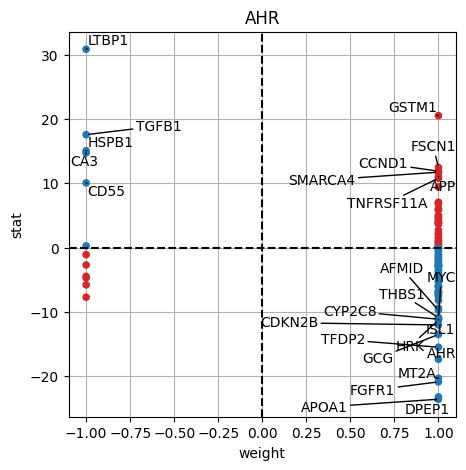 AHR
LTBP1
GSTM1
TGFB1
HSPB1
FSCN1
CA3
CCND1
SMARCA4
APP
CD55
TNFRSF11A
AFMID
MYC
THBS1
CYP2C8
CDKN2B
ISL1
TFDP2
HRK
AHR
GCG
MT2A
FGFR1
APOA1
DPEP1
30
20
10
0
−10
−20
stat
−1.00 −0.75 −0.50 −0.25 0.00 0.25 0.50 0.75 1.00
weight